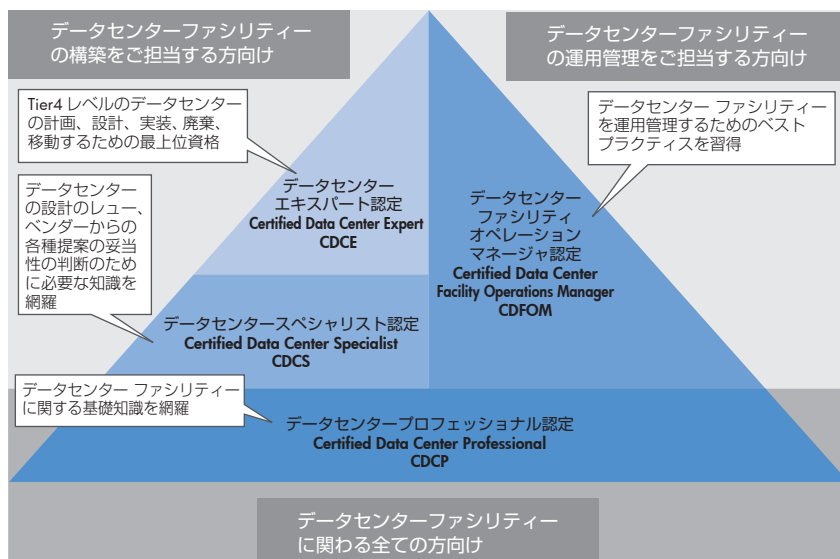 データセンターファシリティー
の構築をご担当する方向け
データセンターファシリティー
の運用管理をご担当する方向け
Tier4 レベルのデータセンター
の計画、設計、実装、廃棄、
移動するための最上位資格
データセンター ファシリティー
を運用管理するためのベスト
プラクティスを習得
データセンター
の設計のレュー、
ベンダーからの
各種提案の妥当
性の判断のため
に必要な知識を
網羅
データセンター
エキスパート認定
Certified Data Center Expert
CDCE
データセンター
ファシリティ
オペレーション
マネージャ認定
Certified Data Center
Facility Operations Manager
CDFOM
データセンタースペシャリスト認定
Certified Data Center Specialist
CDCS
データセンター ファシリティー
に関する基礎知識を網羅
データセンタープロフェッショナル認定
Certified Data Center Professional
CDCP
データセンターファシリティー
に関わる全ての方向け